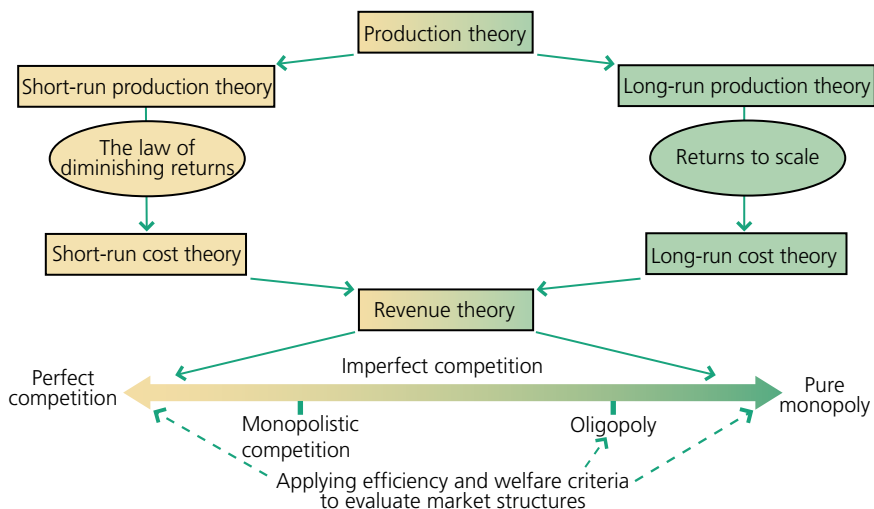 Production theory
Short-run production theory
Long-run production theory
The law of
diminishing returns
Returns to scale
Short-run cost theory
Long-run cost theory
Revenue theory
Imperfect competition
Perfect
competition
Pure
monopoly
Monopolistic
competition
Oligopoly
Applying efficiency and welfare criteria
to evaluate market structures